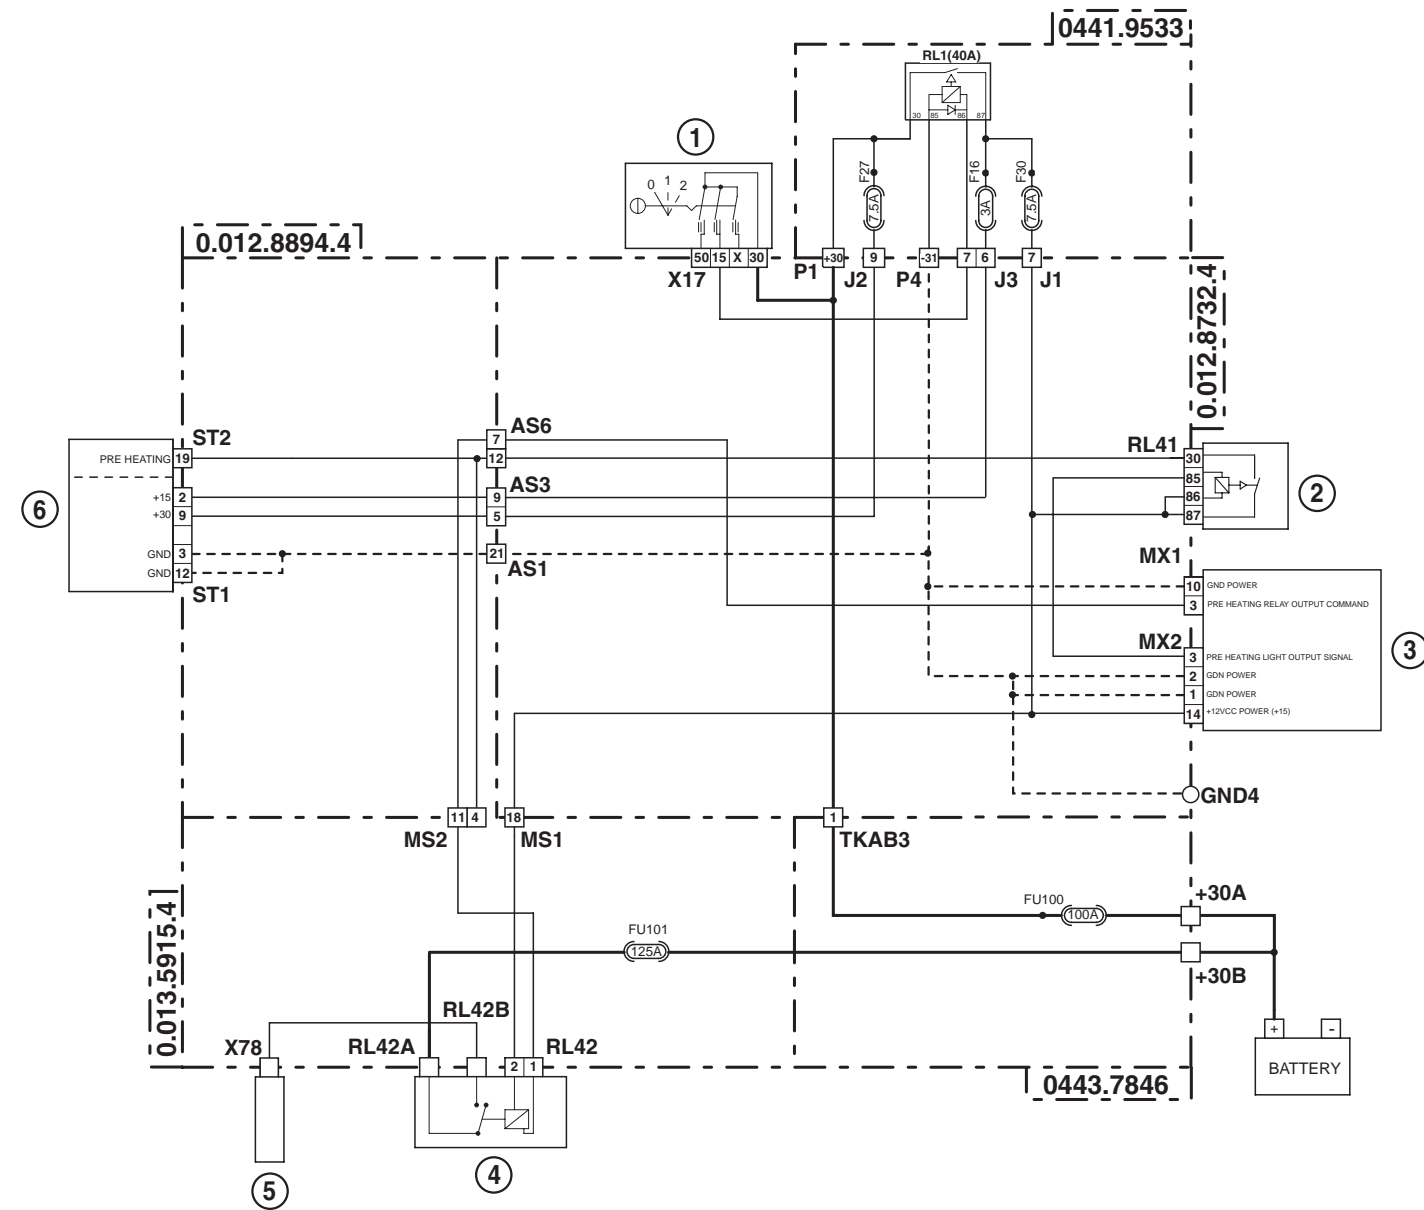 0441.9533
RL1(40A)
30 85 86 87
1
0 1 2
F27 F16 F30
7.5A 3A 7.5A
0.012.8894.4
50 15 X 30
+30 9 -31 7 6 7
X17 P1 J2 P4 J3 J1
0.012.8732.4
ST2 AS6 RL41
7
PRE HEATING 19 12 30
85
AS3
+15 2 9 86
+30 9 5 87
6 2
GND 3 21
GND 12 AS1
ST1
MX1
10 GND POWER
3 PRE HEATING RELAY OUTPUT COMMAND
MX2
3 PRE HEATING LIGHT OUTPUT SIGNAL
2 GDN POWER
1 GDN POWER
14 +12VCC POWER (+15)
3
GND4
11 4 18 1
MS2 MS1 TKAB3
0.013.5915.4
+30A
FU100
100A
FU101
125A
+30B
RL42B
X78 RL42A RL42
2 1
+ -
BATTERY
0443.7846
5 4